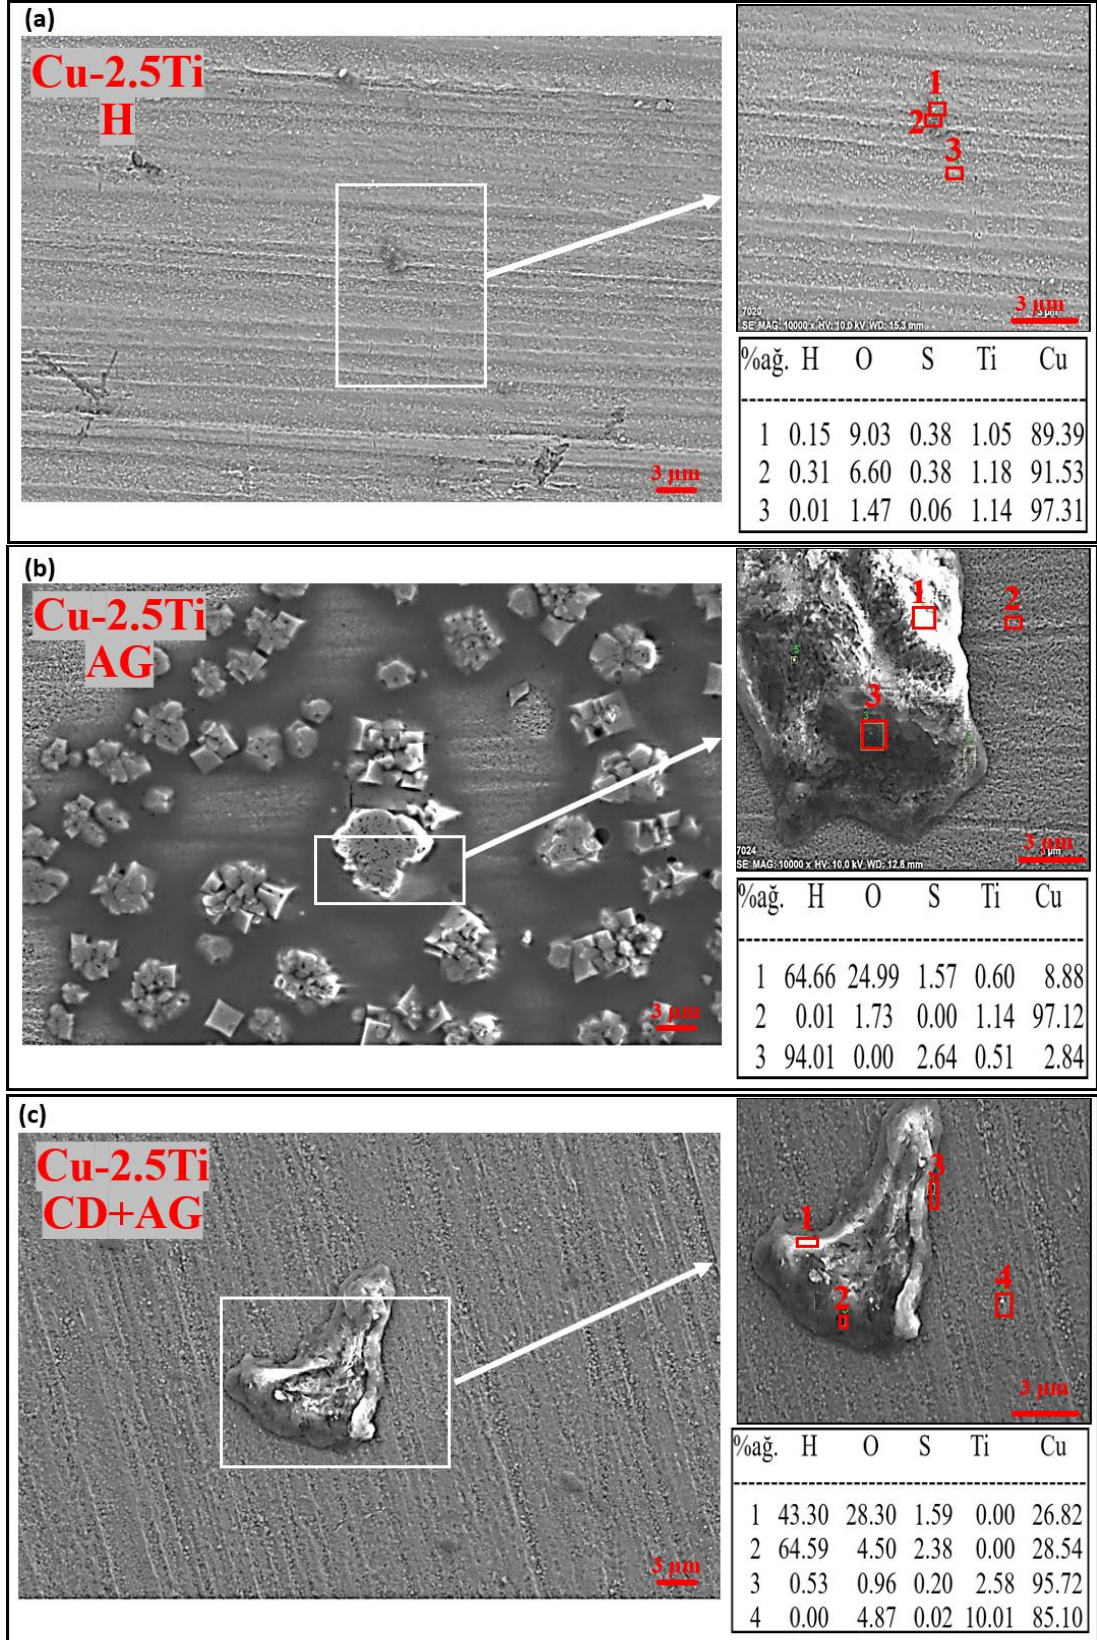 (a)
Cu-2.5Ti
H
3 µm
1
2
3
3 µm
7020
SE MAG: 10000 x HV: 10.0 kV WD: 15.3 mm
%ağ. H O S Ti Cu
1 0.15 9.03 0.38 1.05 89.39
2 0.31 6.60 0.38 1.18 91.53
3 0.01 1.47 0.06 1.14 97.31
(b)
Cu-2.5Ti
AG
3 µm
1
2
3
3 µm
7024
SE MAG: 10000 x HV: 10.0 kV WD: 12.8 mm
%ağ. H O S Ti Cu
1 64.66 24.99 1.57 0.60 8.88
2 0.01 1.73 0.00 1.14 97.12
3 94.01 0.00 2.64 0.51 2.84
(c)
Cu-2.5Ti
CD+AG
3 µm
1
2
3
4
3 µm
%ağ. H O S Ti Cu
1 43.30 28.30 1.59 0.00 26.82
2 64.59 4.50 2.38 0.00 28.54
3 0.53 0.96 0.20 2.58 95.72
4 0.00 4.87 0.02 10.01 85.10